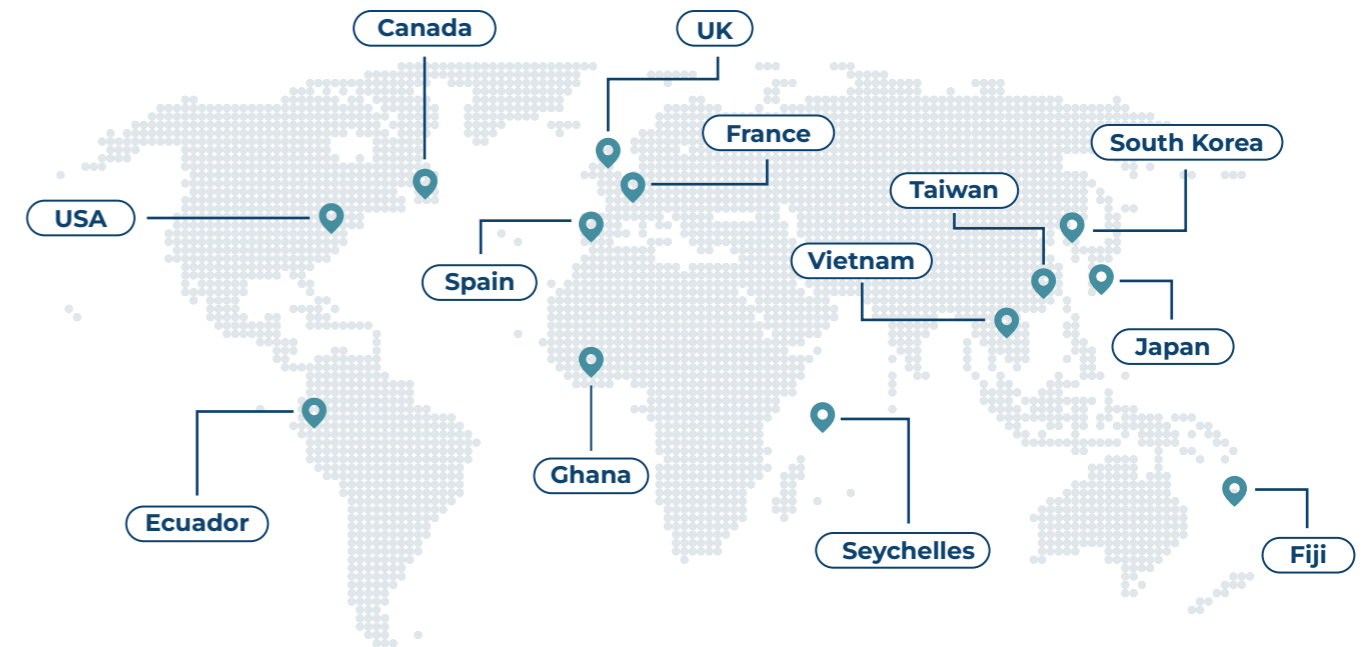 Canada
UK
France
South Korea
Taiwan
USA
Vietnam
Spain
Japan
Ghana
Ecuador
Seychelles
Fiji